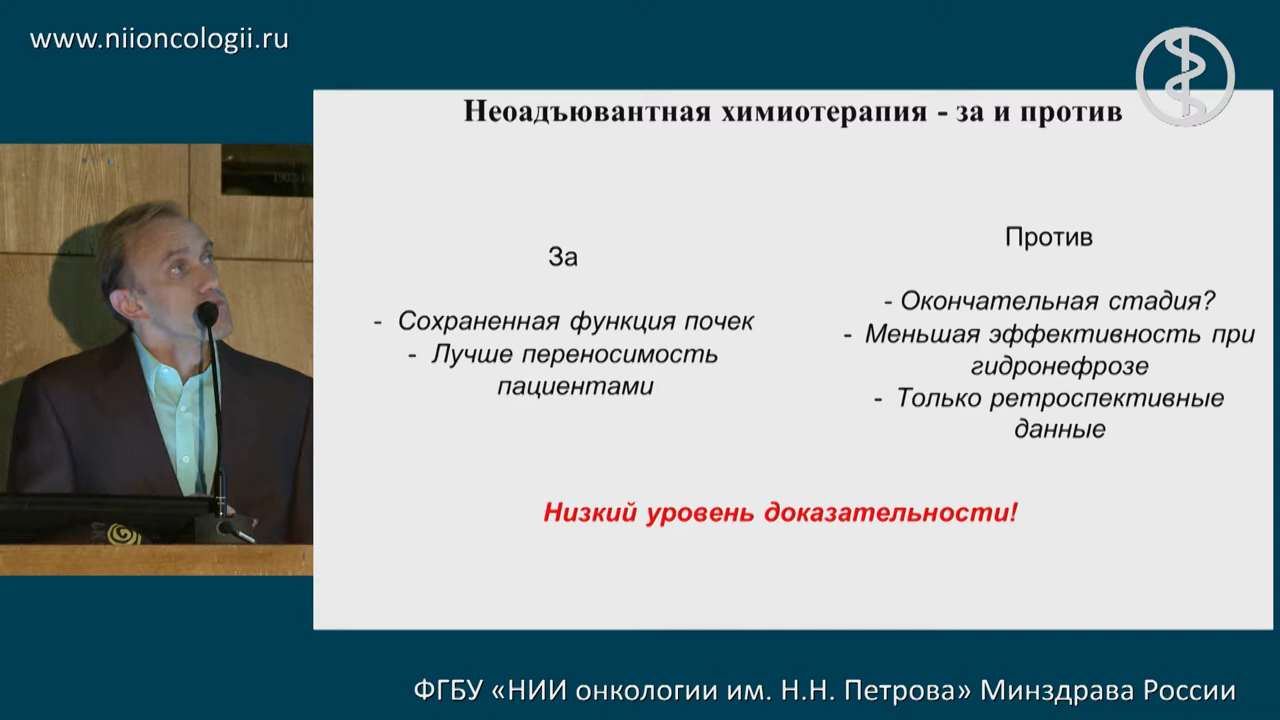 www.niioncologii.ru
Неоадъювантная химиотерапия - за и против
За
- Сохраненная функция почек
- Лучше переносимость
пациентами
Против
- Окончательная стадия?
- Меньшая эффективность при
гидронефрозе
- Только ретроспективные
данные
Низкий уровень доказательности!
ФГБУ «НИИ онкологии им. Н.Н. Петрова» Минздрава России